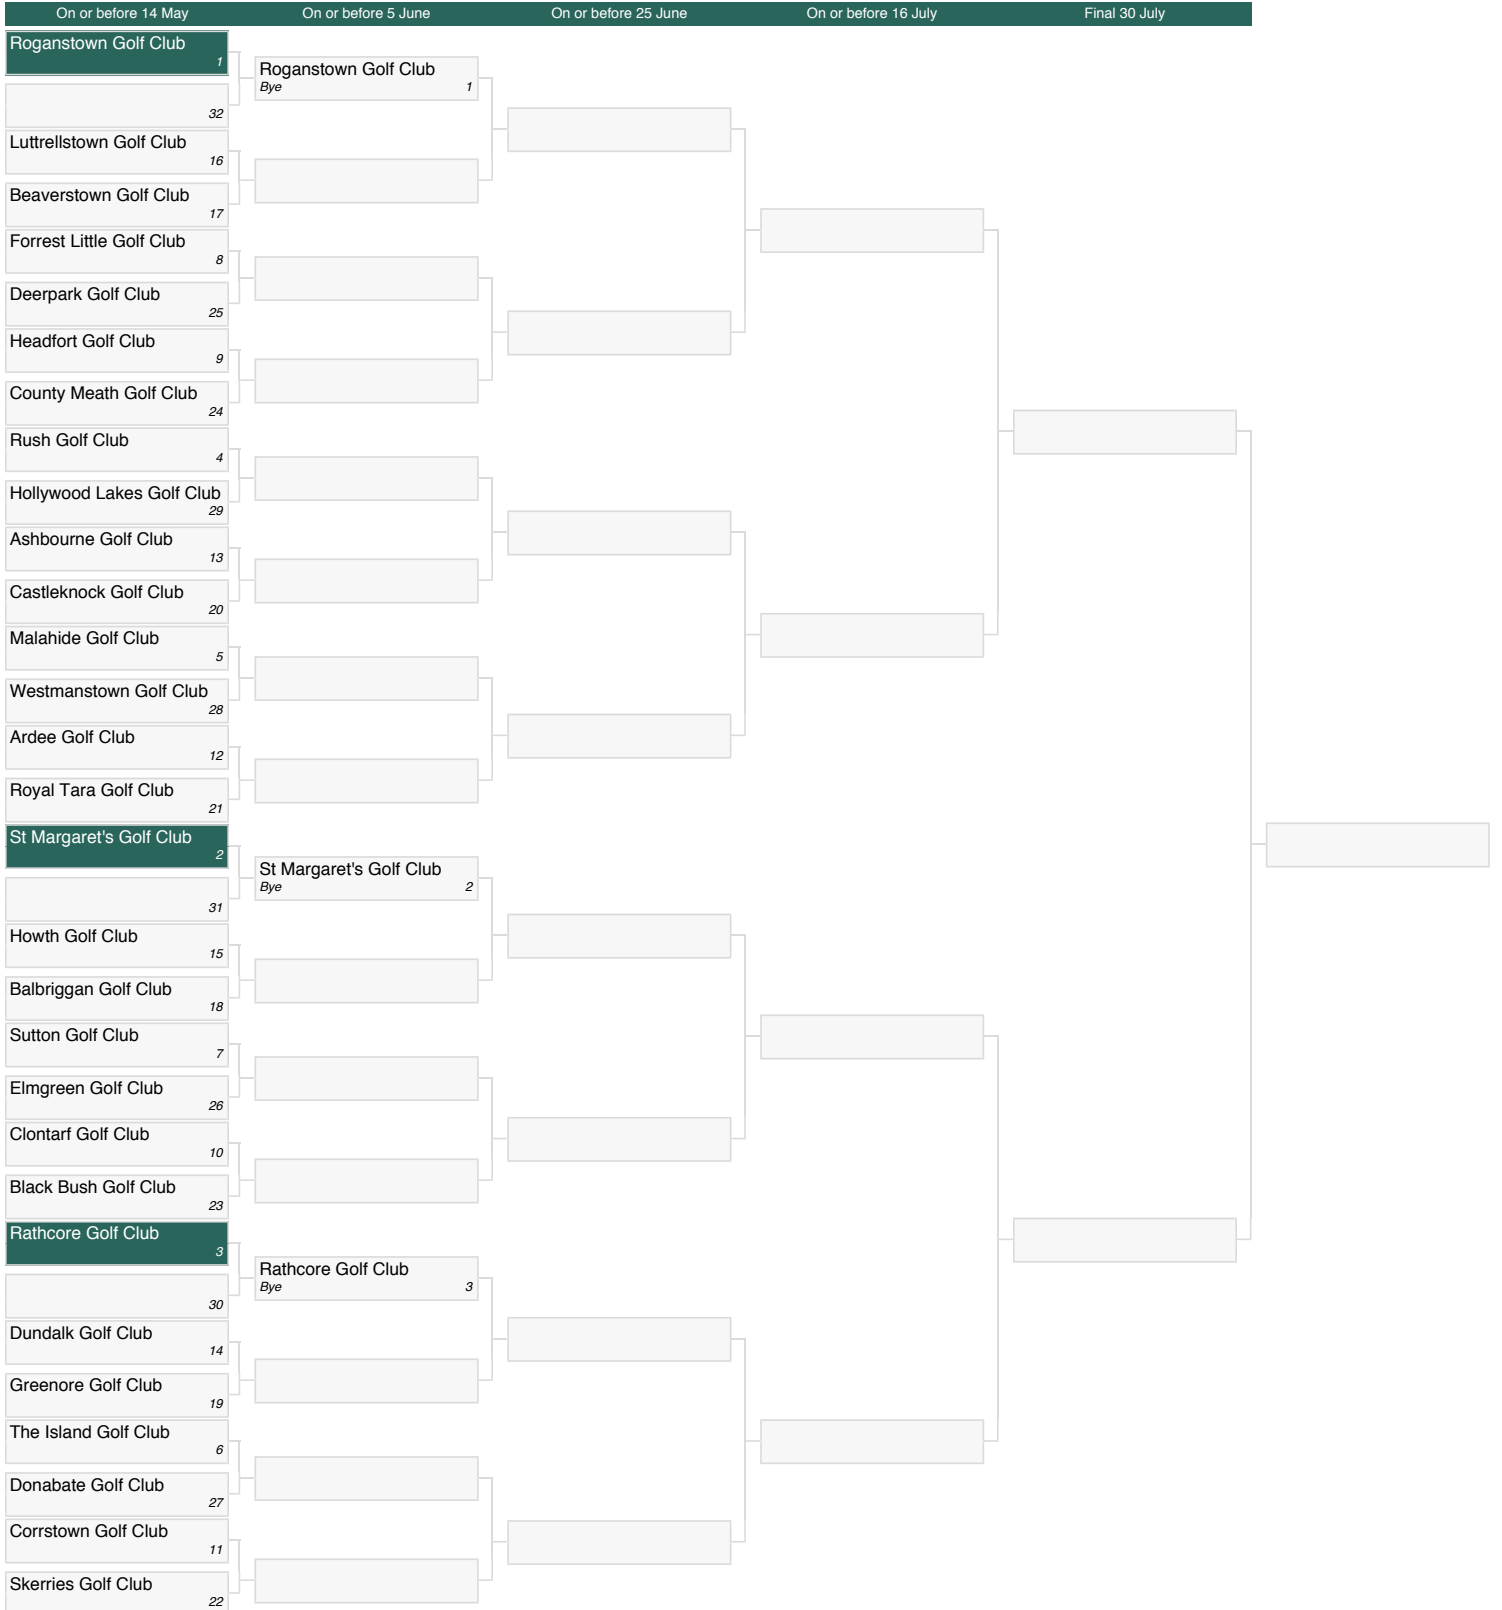 On or before 14 May
On or before 5 June
On or before 25 June
On or before 16 July
Final 30 July
Roganstown Golf Club
1
32
Luttrellstown Golf Club
16
Beaverstown Golf Club
17
Forrest Little Golf Club
8
Deerpark Golf Club
25
Headfort Golf Club
9
County Meath Golf Club
24
Rush Golf Club
4
Hollywood Lakes Golf Club
29
Ashbourne Golf Club
13
Castleknock Golf Club
20
Malahide Golf Club
5
Westmanstown Golf Club
28
Ardee Golf Club
12
Royal Tara Golf Club
21
St Margaret's Golf Club
2
31
Howth Golf Club
15
Balbriggan Golf Club
18
Sutton Golf Club
7
Elmgreen Golf Club
26
Clontarf Golf Club
10
Black Bush Golf Club
23
Rathcore Golf Club
3
30
Dundalk Golf Club
14
Greenore Golf Club
19
The Island Golf Club
6
Donabate Golf Club
27
Corrstown Golf Club
11
Skerries Golf Club
22
Roganstown Golf Club
Bye 1
St Margaret's Golf Club
Bye 2
Rathcore Golf Club
Bye 3